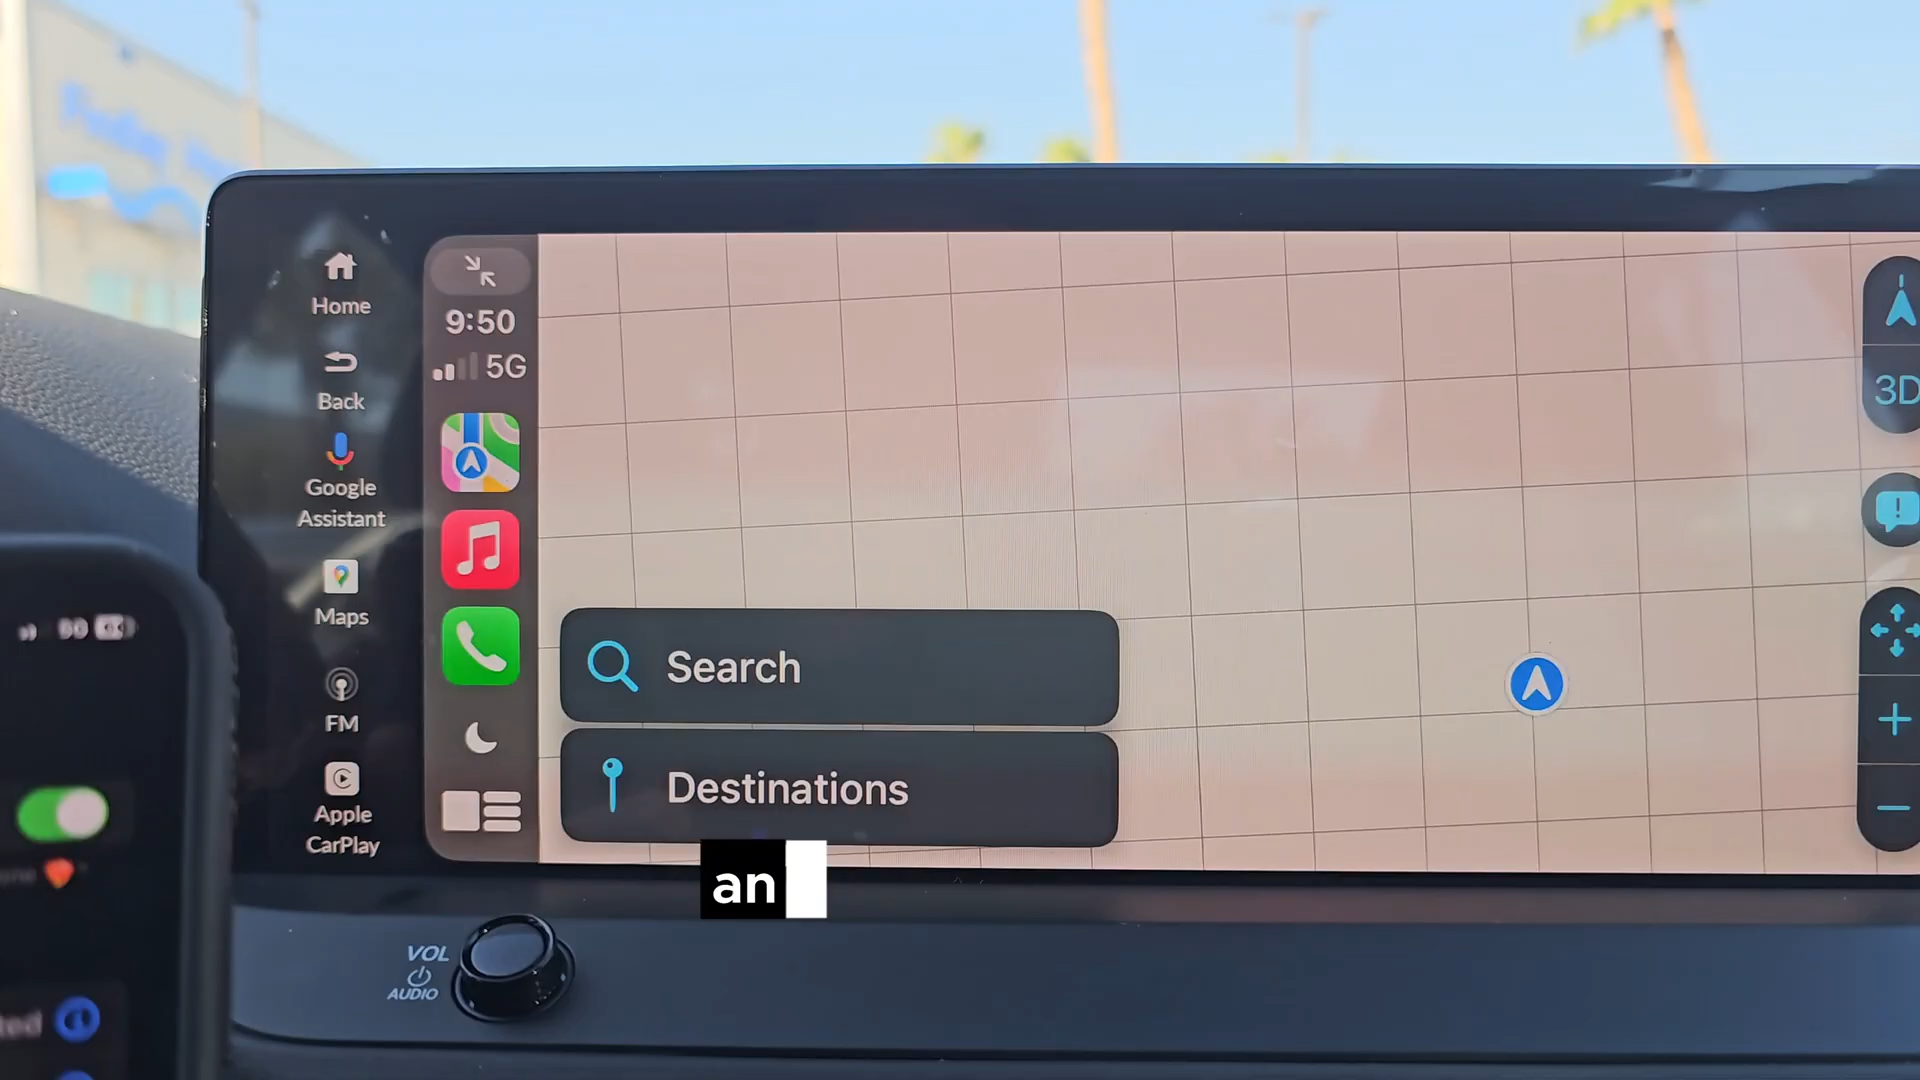 Home
Back
Google
Assistant
Maps
FM
Apple
CarPlay
9:50
5G
Search
Destinations
3D
an
VOL
AUDIO